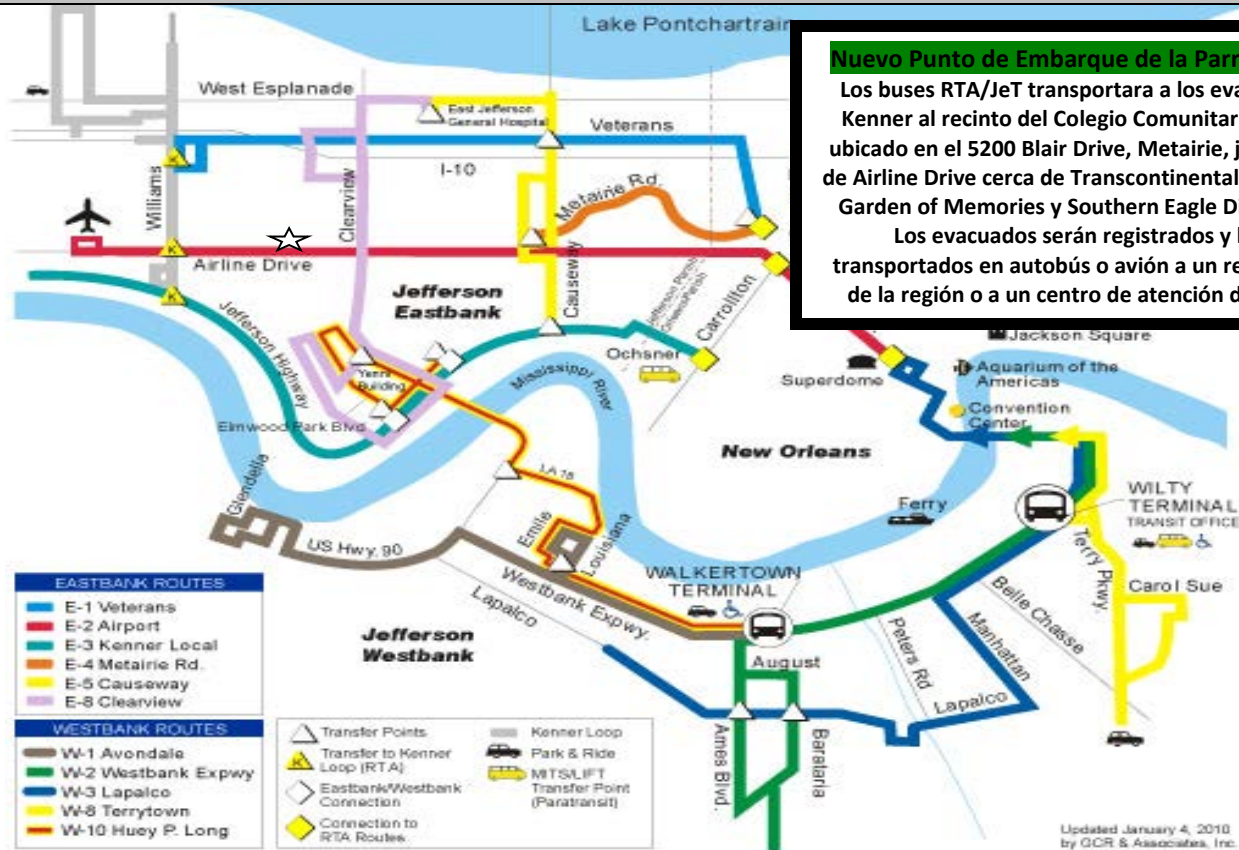 Lake Pontchartrain
Nuevo Punto de Embarque de la Parr
Los buses RTA/JeT transportara a los eva
Kenner al recinto del Colegio Comunitar
ubicado en el 5200 Blair Drive, Metairie, j
de Airline Drive cerca de Transcontinental
Garden of Memories y Southern Eagle Di
Los evacuados serán registrados y l
transportados en autobús o avión a un re
de la región o a un centro de atención d
West Esplanade
East Jefferson
General Hospital
Veterans
I-10
Williams
Clearview
Metairie Rd.
Airline Drive
Causeway
Jefferson
Eastbank
Jefferson Parish
Orleans Parish
Carrollton
Jefferson Highway
Yenni
Building
Ochsner
Mississippi River
Elmwood Park Blvd
Jackson Square
Superdome
Aquarium of the
Americas
Convention
Center
New Orleans
Glendella
US Hwy. 90
LA 18
Emile
Louisiana
Ferry
WILTY
TERMINAL
TRANSIT OFFICE
Westbank Expwy.
Lapalco
WALKERTOWN
TERMINAL
Terry Pkwy.
Carol Sue
Belle Chasse
Jefferson
Westbank
August
Peters Rd
Manhattan
Lapalco
Ames Blvd.
Barataria
EASTBANK ROUTES
E-1 Veterans
E-2 Airport
E-3 Kenner Local
E-4 Metairie Rd.
E-5 Causeway
E-8 Clearview
WESTBANK ROUTES
W-1 Avondale
W-2 Westbank Expwy
W-3 Lapalco
W-8 Terrytown
W-10 Huey P. Long
Transfer Points
K
Transfer to Kenner
Loop (RTA)
Eastbank/Westbank
Connection
Connection to
RTA Routes
Kenner Loop
Park & Ride
MITS/LIFT
Transfer Point
(Paratransit)
Updated January 4, 2010
by GCR & Associates, Inc.